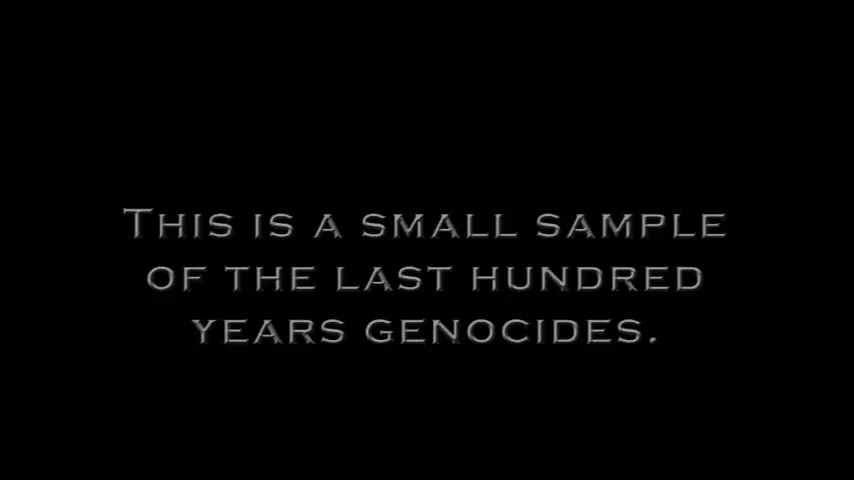 This is a small sample
of the last hundred
years genocides.